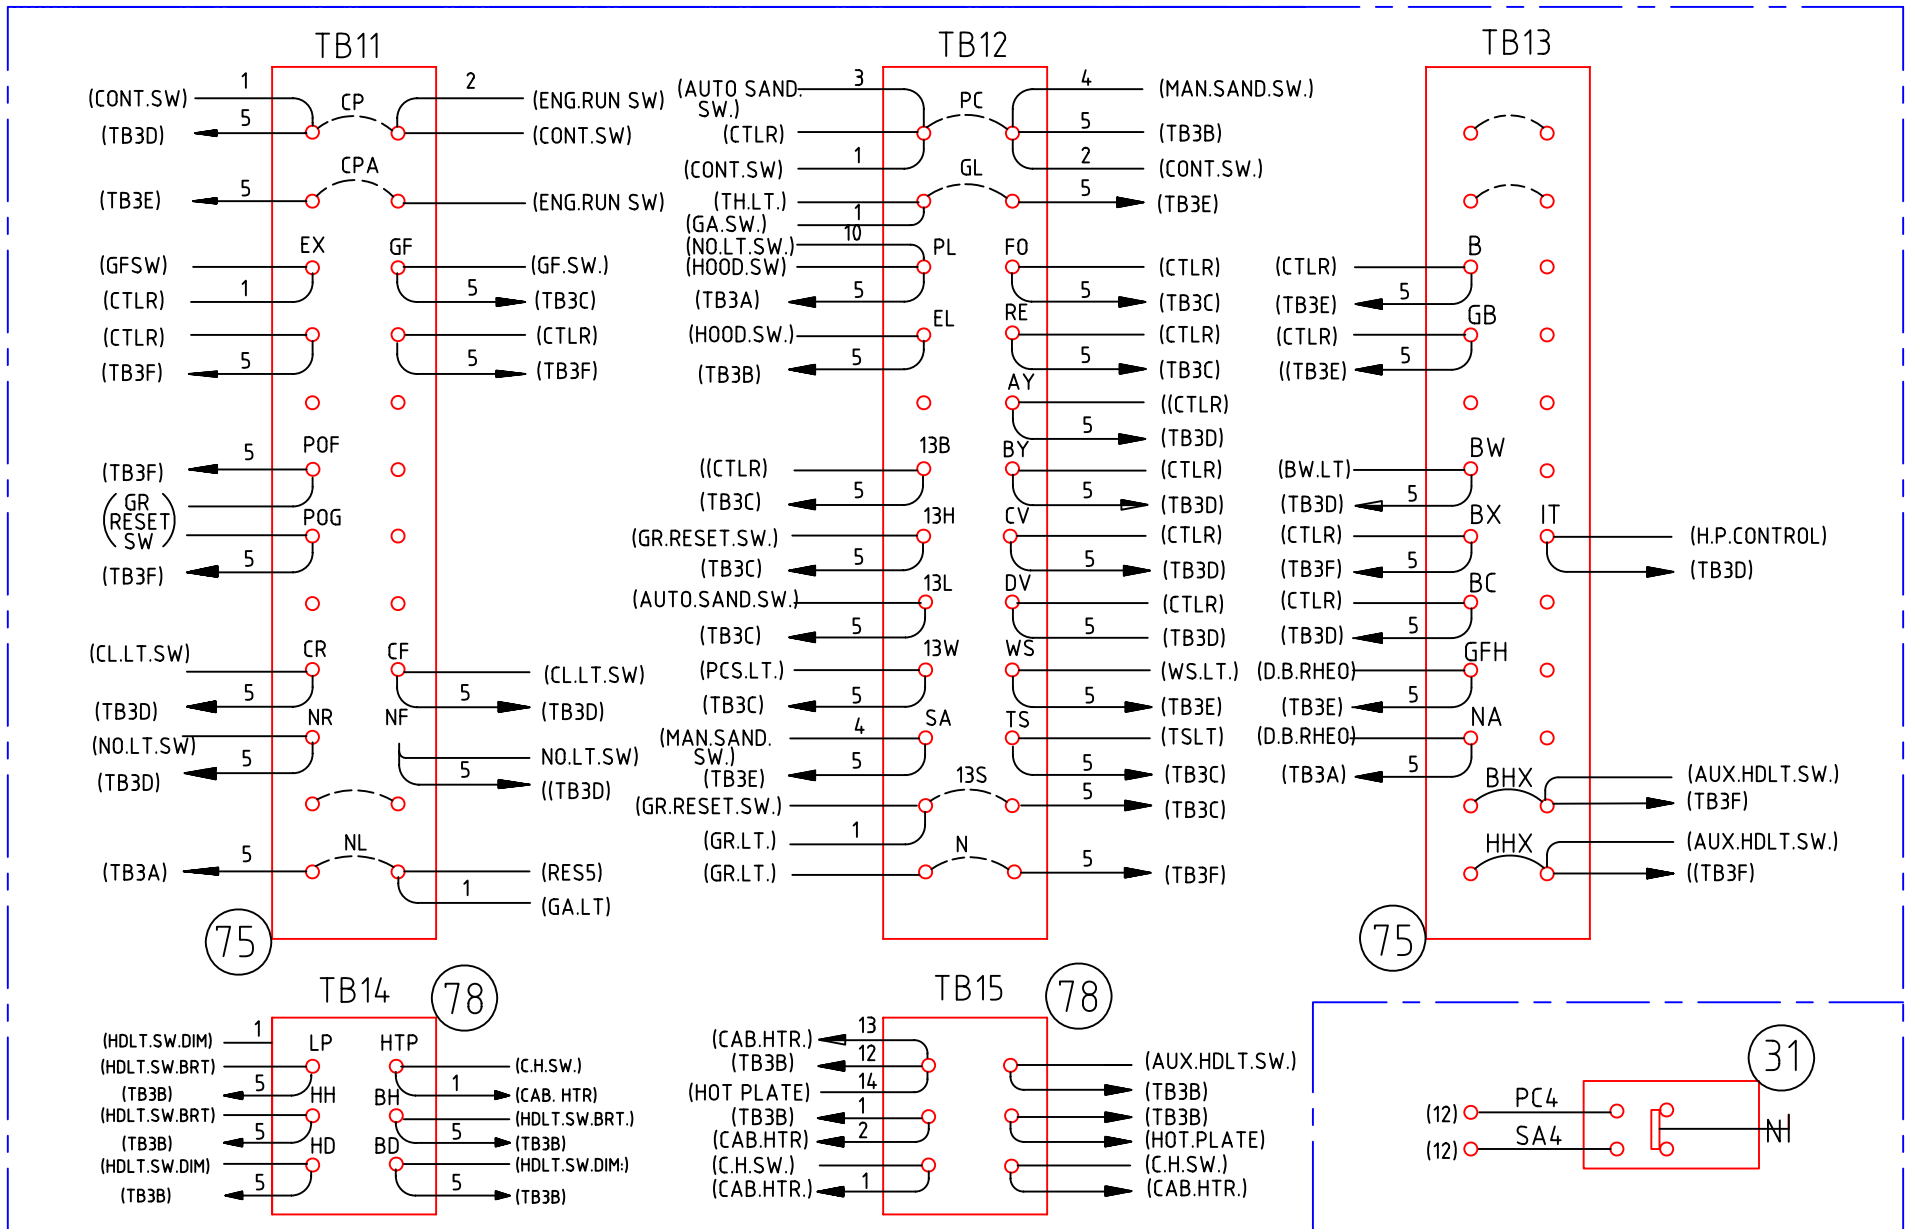 TB11
TB12
TB13
1
2
(CONT.SW)
CP
(ENG.RUN SW)
5
(TB3D)
(CONT.SW)
CPA
5
(TB3E)
(ENG.RUN SW)
EX
GF
(GFSW)
(GF.SW.)
1
5
(CTLR)
(TB3C)
(CTLR)
(CTLR)
5
5
(TB3F)
(TB3F)
POF
5
(TB3F)
(GR
RESET
SW)
POG
5
(TB3F)
CR
CF
(CL.LT.SW)
(CL.LT.SW)
5
5
(TB3D)
(TB3D)
NR
NF
(NO.LT.SW)
NO.LT.SW)
5
5
(TB3D)
((TB3D)
NL
5
(TB3A)
(RES5)
1
(GA.LT)
75
3
4
(AUTO SAND.
SW.)
PC
(MAN.SAND.SW.)
(CTLR)
5
(TB3B)
1
2
(CONT.SW)
(CONT.SW.)
GL
(TH.LT.)
5
(TB3E)
1
(GA.SW.)
10
(NO.LT.SW.)
PL
FO
(HOOD.SW)
(CTLR)
5
5
(TB3A)
(TB3C)
EL
RE
(HOOD.SW.)
(CTLR)
5
5
(TB3B)
(TB3C)
AY
((CTLR)
5
(TB3D)
13B
BY
((CTLR)
(CTLR)
5
5
(TB3C)
(TB3D)
13H
CV
(GR.RESET.SW.)
(CTLR)
5
5
(TB3C)
(TB3D)
13L
DV
(AUTO.SAND.SW.)
(CTLR)
5
5
(TB3C)
(TB3D)
13W
WS
(PCS.LT.)
(WS.LT.)
5
5
(TB3C)
(TB3E)
SA
TS
4
(MAN.SAND.
SW.)
(TSLT)
5
5
(TB3E)
(TB3C)
13S
(GR.RESET.SW.)
5
(TB3C)
1
(GR.LT.)
N
(GR.LT.)
5
(TB3F)
B
(CTLR)
5
(TB3E)
GB
(CTLR)
5
((TB3E)
BW
(BW.LT)
5
(TB3D)
BX
IT
(CTLR)
(H.P.CONTROL)
5
(TB3F)
(TB3D)
BC
(CTLR)
5
(TB3D)
GFH
(D.B.RHEO)
5
(TB3E)
NA
(D.B.RHEO)
5
(TB3A)
BHX
(AUX.HDLT.SW.)
(TB3F)
HHX
(AUX.HDLT.SW.)
((TB3F)
75
TB14
78
1
(HDLT.SW.DIM)
LP
HTP
(HDLT.SW.BRT)
(C.H.SW.)
5
1
(TB3B)
(CAB. HTR)
HH
BH
(HDLT.SW.BRT)
(HDLT.SW.BRT.)
5
5
(TB3B)
(TB3B)
HD
BD
(HDLT.SW.DIM)
(HDLT.SW.DIM:)
5
5
(TB3B)
(TB3B)
TB15
78
13
(CAB.HTR.)
12
(TB3B)
(AUX.HDLT.SW.)
14
(HOT PLATE)
(TB3B)
1
(TB3B)
(TB3B)
2
(CAB.HTR)
(HOT.PLATE)
(C.H.SW.)
(C.H.SW.)
1
(CAB.HTR.)
(CAB.HTR.)
31
(12)
PC4
(12)
SA4
N